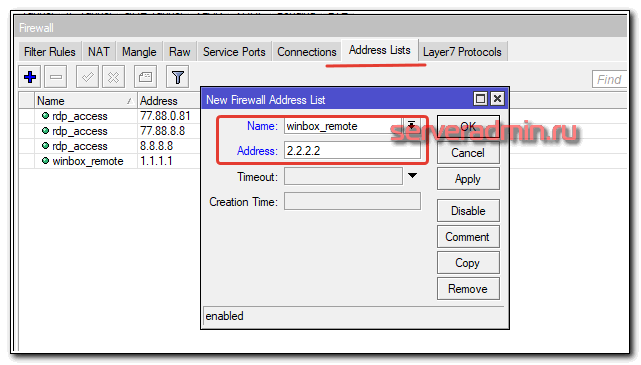 Firewall
Filter Rules NAT Mangle Raw Service Ports Connections Address Lists Layer7 Protocols
Find
Name Address
rdp_access 77.88.0.81
rdp_access 77.88.8.8
rdp_access 8.8.8.8
winbox_remote 1.1.1.1
New Firewall Address List
Name: winbox_remote
Address: 2.2.2.2
Timeout:
Creation Time:
OK
Cancel
Apply
Disable
Comment
Copy
Remove
enabled
serveradmin.ru